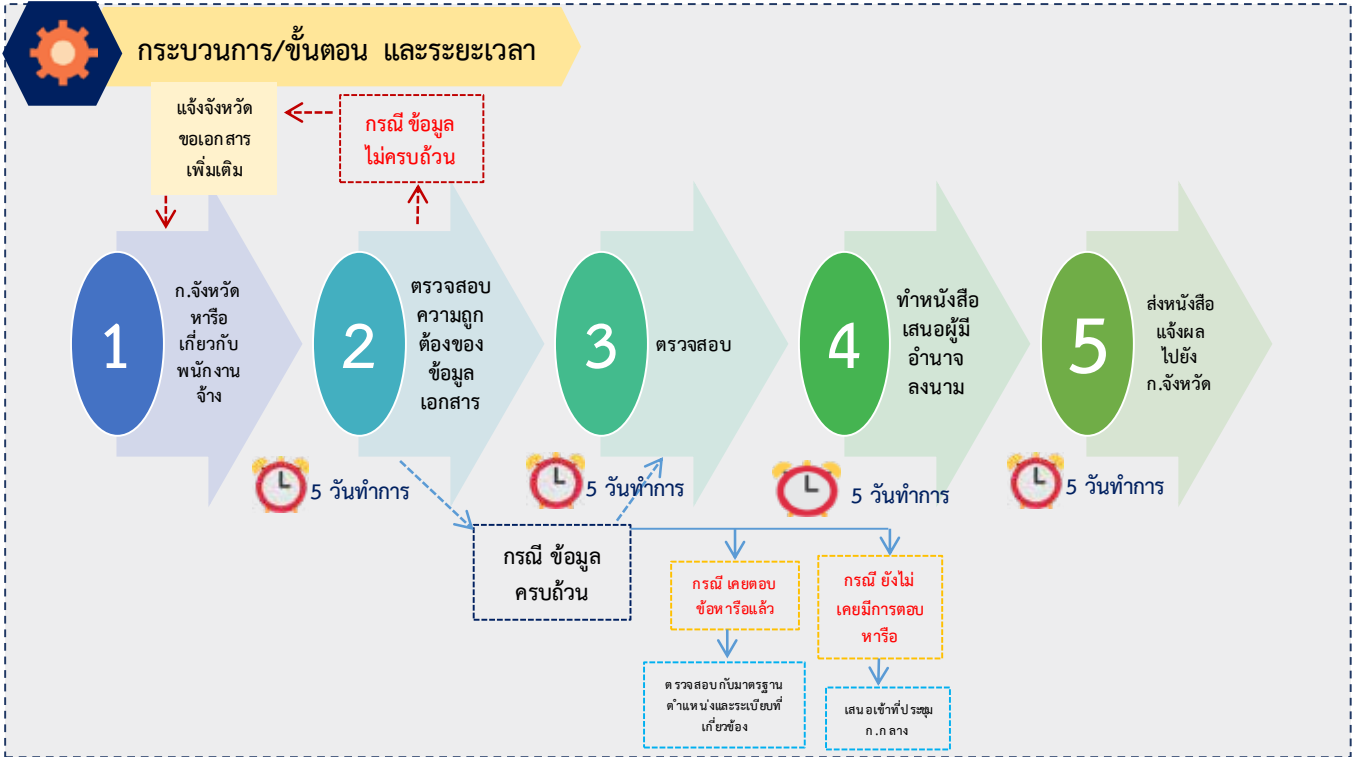 กระบวนการ/ขั้นตอน และระยะเวลา
แจ้งจังหวัด
ขอเอกสาร
เพิ่มเติม
กรณี ข้อมูล
ไม่ครบถ้วน
1
ก.จังหวัด
หารือ
เกี่ยวกับ
พนักงาน
จ้าง
2
ตรวจสอบ
ความถูก
ต้องของ
ข้อมูล
เอกสาร
3
ตรวจสอบ
4
ทำหนังสือ
เสนอผู้มี
อำนาจ
ลงนาม
5
ส่งหนังสือ
แจ้งผล
ไปยัง
ก.จังหวัด
5 วันทำการ
5 วันทำการ
5 วันทำการ
5 วันทำการ
กรณี ข้อมูล
ครบถ้วน
กรณี เคยตอบ
ข้อหารือแล้ว
กรณี ยังไม่
เคยมีการตอบ
หารือ
ตรวจสอบกับมาตรฐาน
ตำแหน่งและระเบียบที่
เกี่ยวข้อง
เสนอเข้าที่ประชุม
ก.กลาง